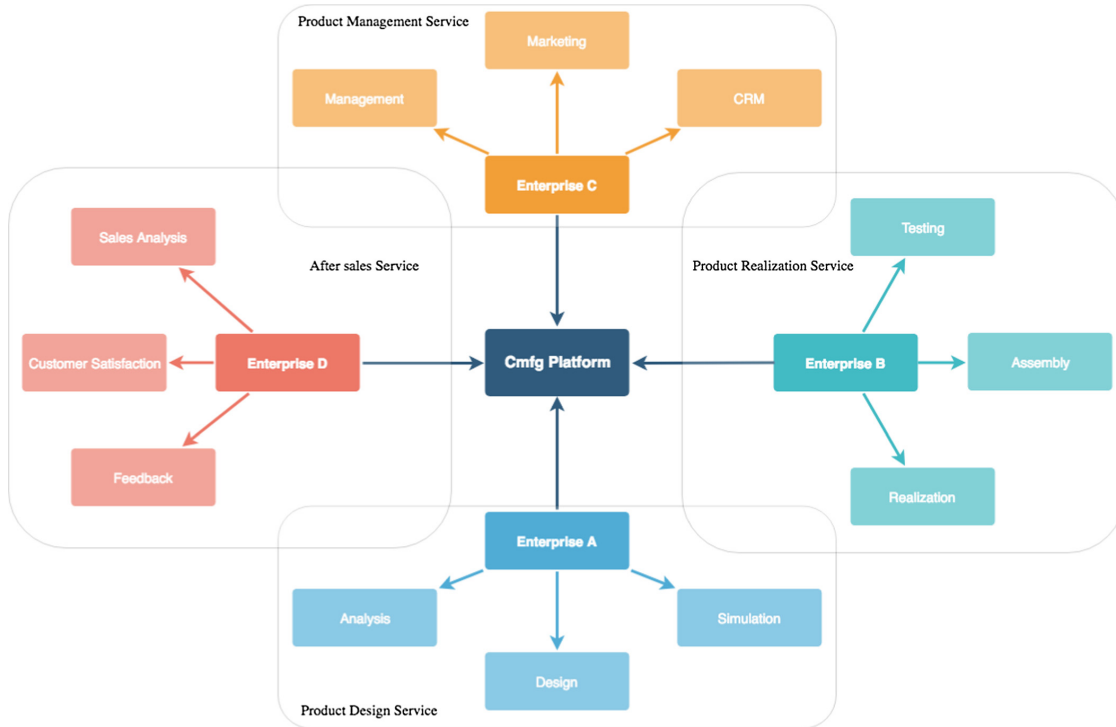 Product Management Service
Marketing
Management
CRM
Enterprise C
Sales Analysis
After sales Service
Customer Satisfaction
Enterprise D
Feedback
Cmfg Platform
Testing
Product Realization Service
Enterprise B
Assembly
Realization
Enterprise A
Analysis
Simulation
Design
Product Design Service